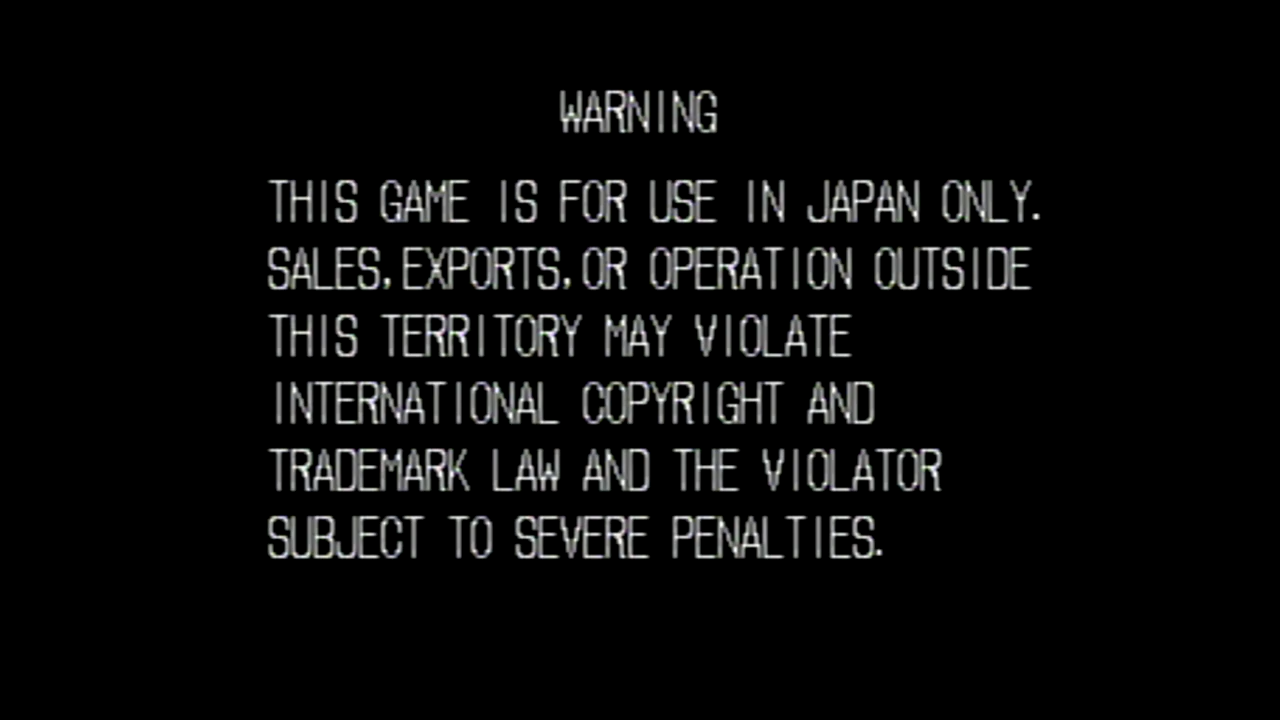 WARNING
THIS GAME IS FOR USE IN JAPAN ONLY.
SALES,EXPORTS,OR OPERATION OUTSIDE
THIS TERRITORY MAY VIOLATE
INTERNATIONAL COPYRIGHT AND
TRADEMARK LAW AND THE VIOLATOR
SUBJECT TO SEVERE PENALTIES.